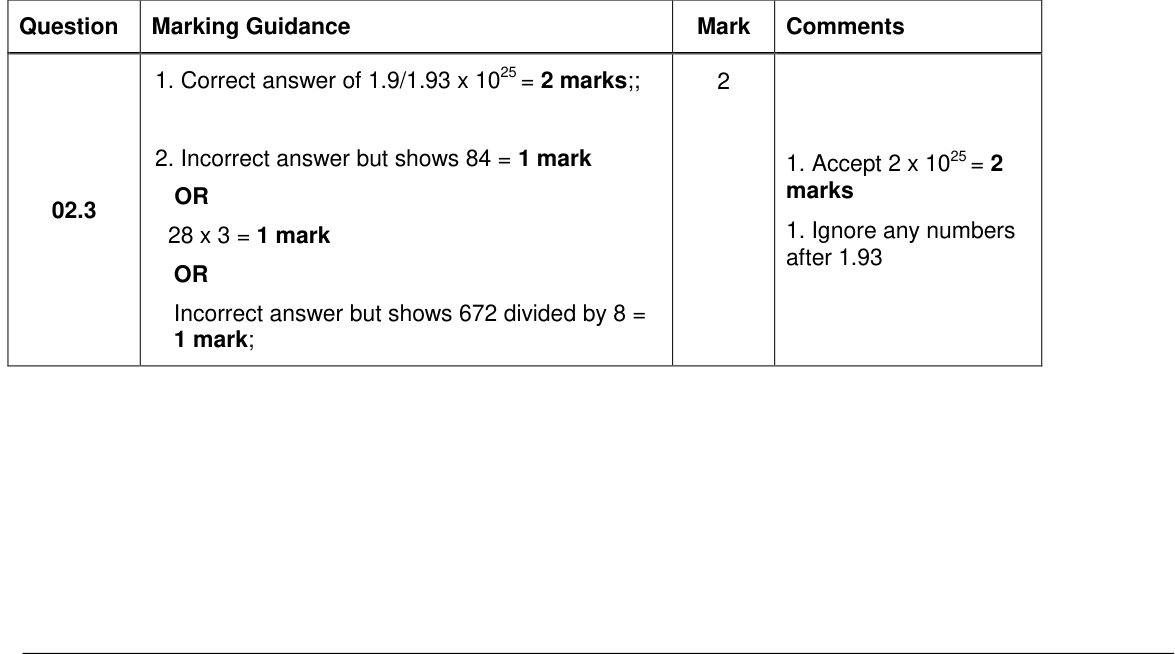 Question Marking Guidance Mark Comments
1. Correct answer of 1.9/1.93 x 10²⁵ = 2 marks;; 2
2. Incorrect answer but shows 84 = 1 mark
OR
28 x 3 = 1 mark
OR
Incorrect answer but shows 672 divided by 8 =
1 mark;
02.3
1. Accept 2 x 10²⁵ = 2
marks
1. Ignore any numbers
after 1.93